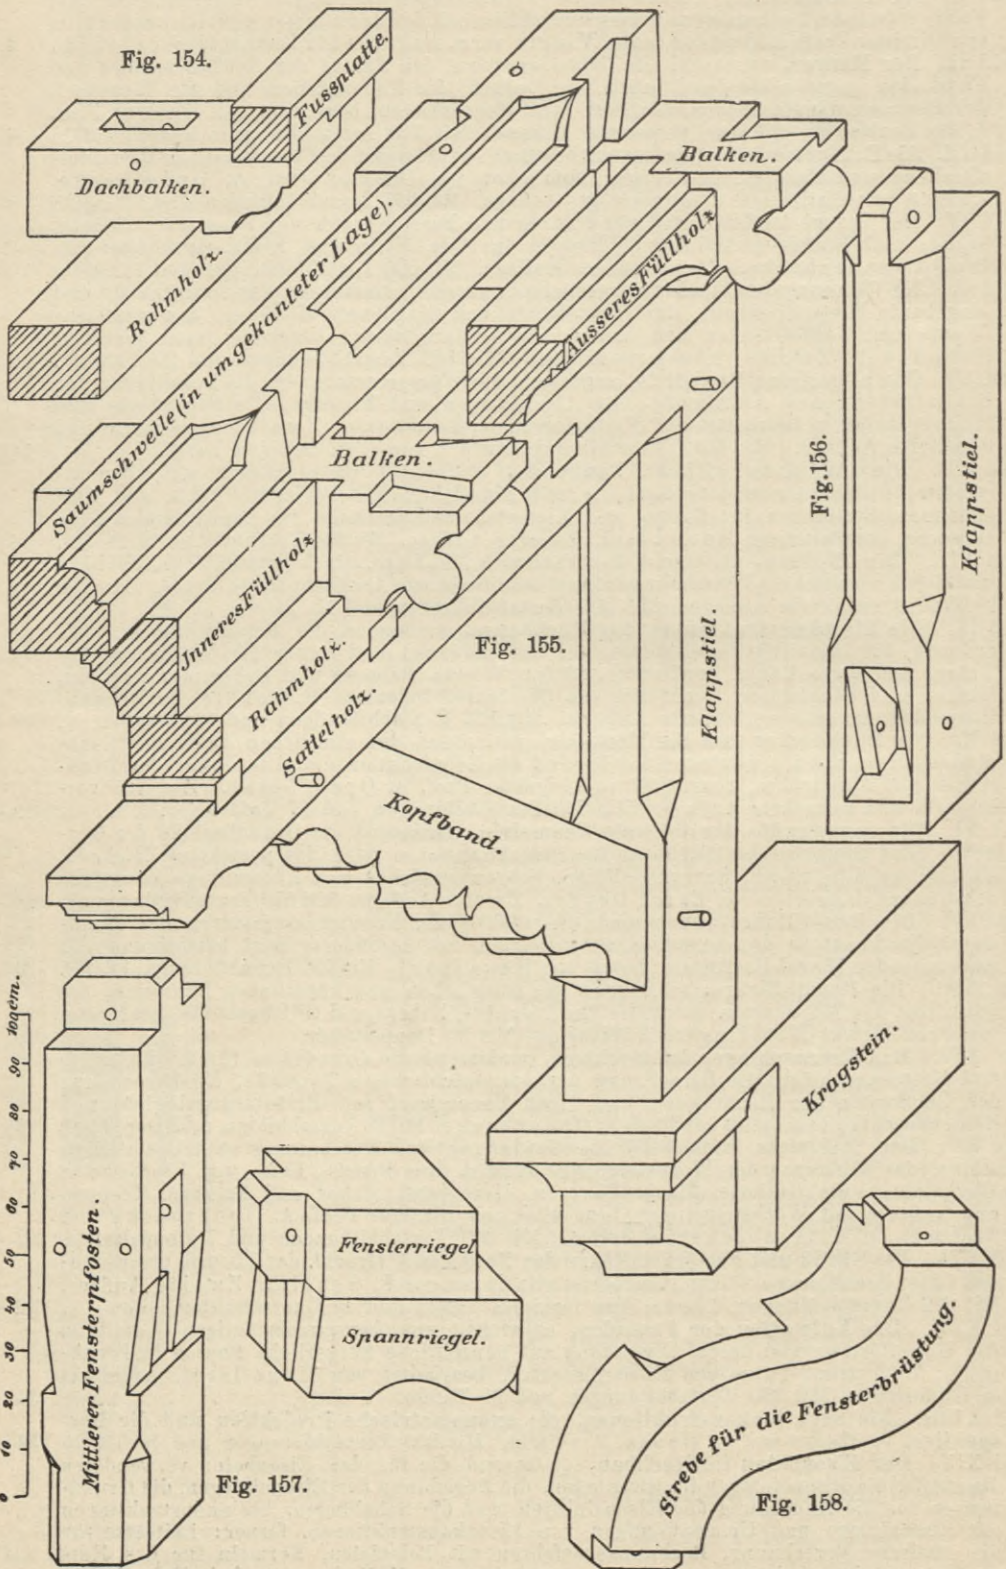 Fig. 154.
Fussplatte.
Dachbalken.
Rahmholz.
Saumschwelle (in umgekanteter Lage).
Balken.
Äusseres Füllholz
Balken.
Inneres Füllholz
Rahmholz.
Sattelholz.
Fig. 155.
Klappstiel.
Kopfband.
Kragstein.
Fig. 156.
Klappstiel.
100cm.
90
80
70
60
50
40
30
20
10
0
Mittlerer Fensterpfosten.
Fig. 157.
Fensterriegel
Spannriegel.
Strebe für die Fensterbrüstung.
Fig. 158.